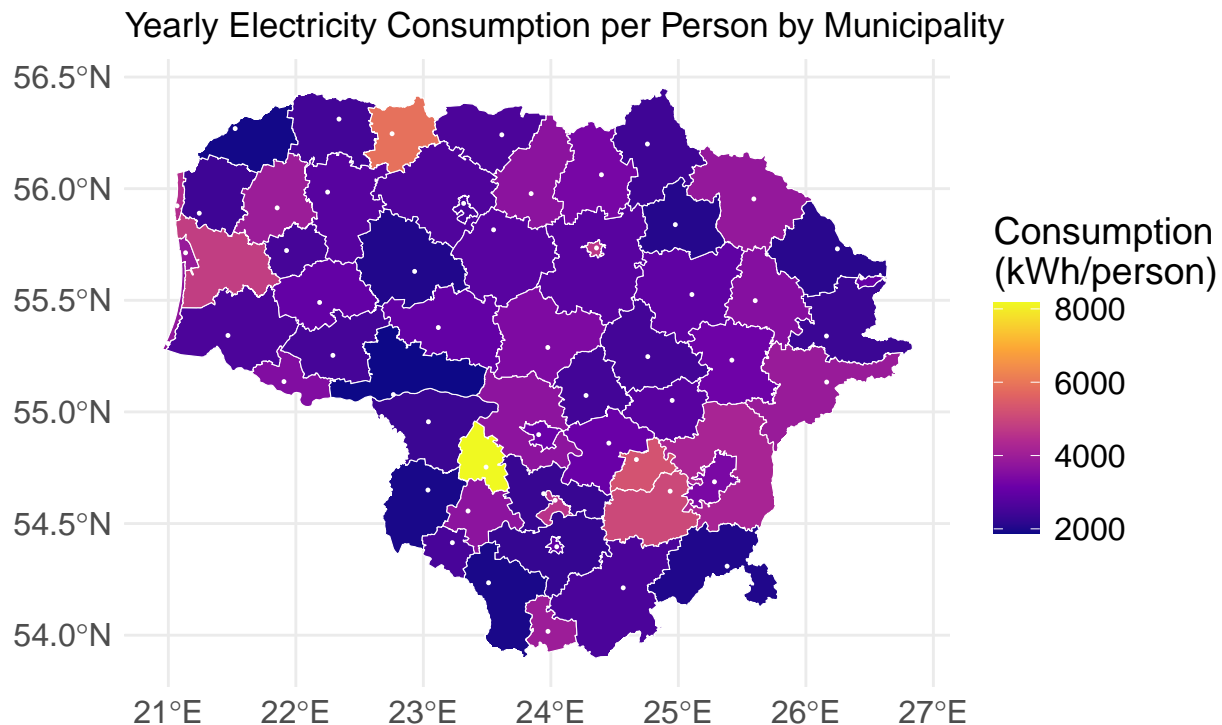 Yearly Electricity Consumption per Person by Municipality
56.5°N
56.0°N
55.5°N
55.0°N
54.5°N
54.0°N
21°E 22°E 23°E 24°E 25°E 26°E 27°E
Consumption
(kWh/person)
8000
6000
4000
2000